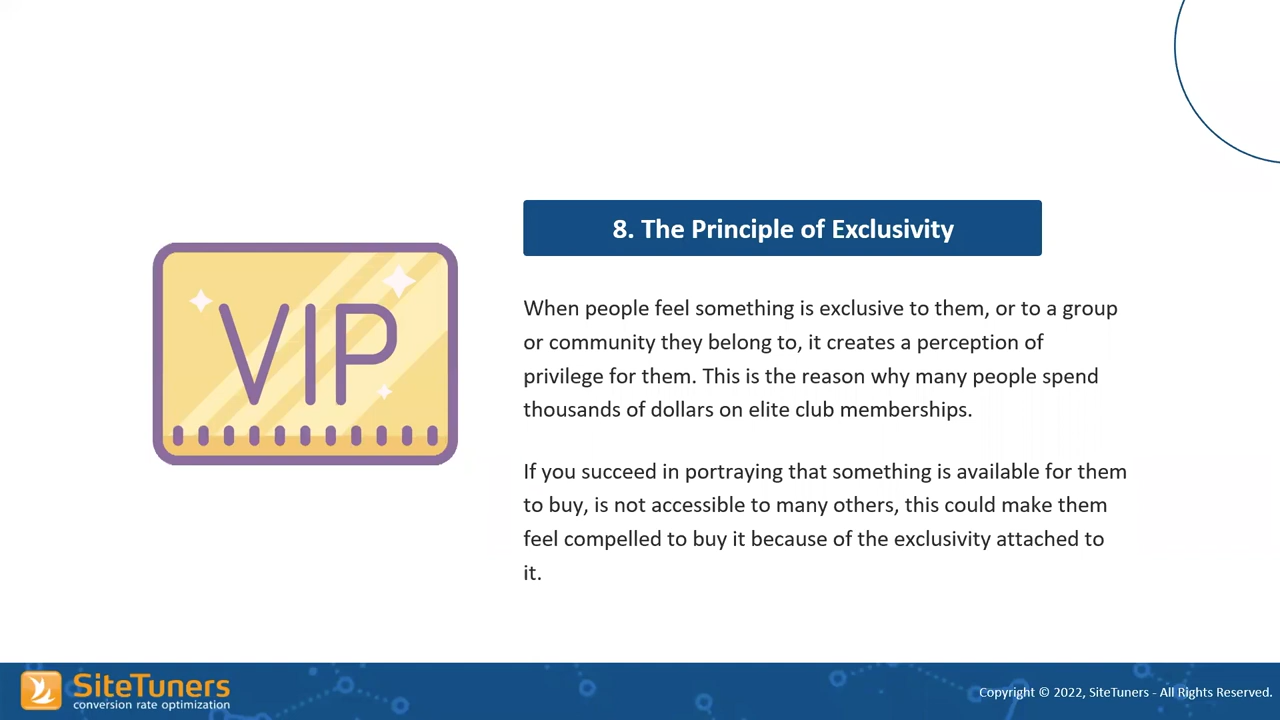 8. The Principle of Exclusivity
VIP
When people feel something is exclusive to them, or to a group
or community they belong to, it creates a perception of
privilege for them. This is the reason why many people spend
thousands of dollars on elite club memberships.
If you succeed in portraying that something is available for them
to buy, is not accessible to many others, this could make them
feel compelled to buy it because of the exclusivity attached to
it.
SiteTuners
conversion rate optimization
Copyright © 2022, SiteTuners - All Rights Reserved.